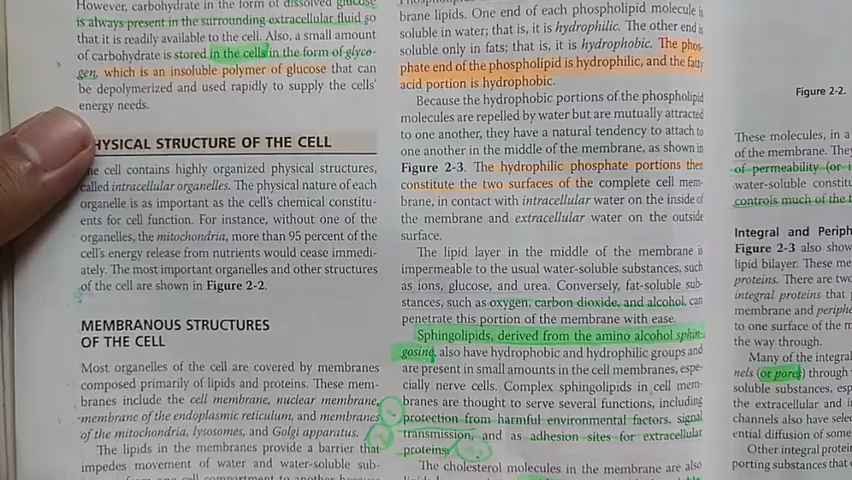 However, carbohydrate in the form of dissolved glucose
is always present in the surrounding extracellular fluid so
that it is readily available to the cell. Also, a small amount
of carbohydrate is stored in the cells in the form of glyco-
gen, which is an insoluble polymer of glucose that can
be depolymerized and used rapidly to supply the cells'
energy needs.
HYSICAL STRUCTURE OF THE CELL
cell contains highly organized physical structures,
called intracellular organelles. The physical nature of each
organelle is as important as the cell's chemical constitu-
ents for cell function. For instance, without one of the
organelles, the mitochondria, more than 95 percent of the
cell's energy release from nutrients would cease immedi-
ately. The most important organelles and other structures
of the cell are shown in Figure 2-2.
MEMBRANOUS STRUCTURES
OF THE CELL
Most organelles of the cell are covered by membranes
composed primarily of lipids and proteins. These mem-
branes include the cell membrane, nuclear membrane,
membrane of the endoplasmic reticulum, and membranes
of the mitochondria, lysosomes, and Golgi apparatus.
The lipids in the membranes provide a barrier that
impedes movement of water and water-soluble sub-
brane lipids. One end of each phospholipid molecule is
soluble in water; that is, it is hydrophilic. The other end is
soluble only in fats; that is, it is hydrophobic. The phos-
phate end of the phospholipid is hydrophilic, and the fatty
acid portion is hydrophobic.
Because the hydrophobic portions of the phospholipid
molecules are repelled by water but are mutually attracted
to one another, they have a natural tendency to attach to
one another in the middle of the membrane, as shown in
Figure 2-3. The hydrophilic phosphate portions then
constitute the two surfaces of the complete cell mem-
brane, in contact with intracellular water on the inside of
the membrane and extracellular water on the outside
surface.
The lipid layer in the middle of the membrane is
impermeable to the usual water-soluble substances, such
as ions, glucose, and urea. Conversely, fat-soluble sub-
stances, such as oxygen, carbon dioxide, and alcohol, can
penetrate this portion of the membrane with ease.
Sphingolipids, derived from the amino alcohol sphin-
gosine, also have hydrophobic and hydrophilic groups and
are present in small amounts in the cell membranes, espe-
cially nerve cells. Complex sphingolipids in cell mem-
branes are thought to serve several functions, including
protection from harmful environmental factors, signal
transmission, and as adhesion sites for extracellular
proteins.
The cholesterol molecules in the membrane are also
Figure 2-2.
These molecules, in a
of the membrane. They
of permeability (or i
water-soluble constitu
controls much of the
Integral and Periph
Figure 2-3 also show
lipid bilayer. These me
proteins. There are two
integral proteins that
membrane and periphe
to one surface of the m
the way through.
Many of the integral
nels (or pores) through
soluble substances, esp
the extracellular and i
channels also have selec
ential diffusion of some
Other integral protein
porting substances that